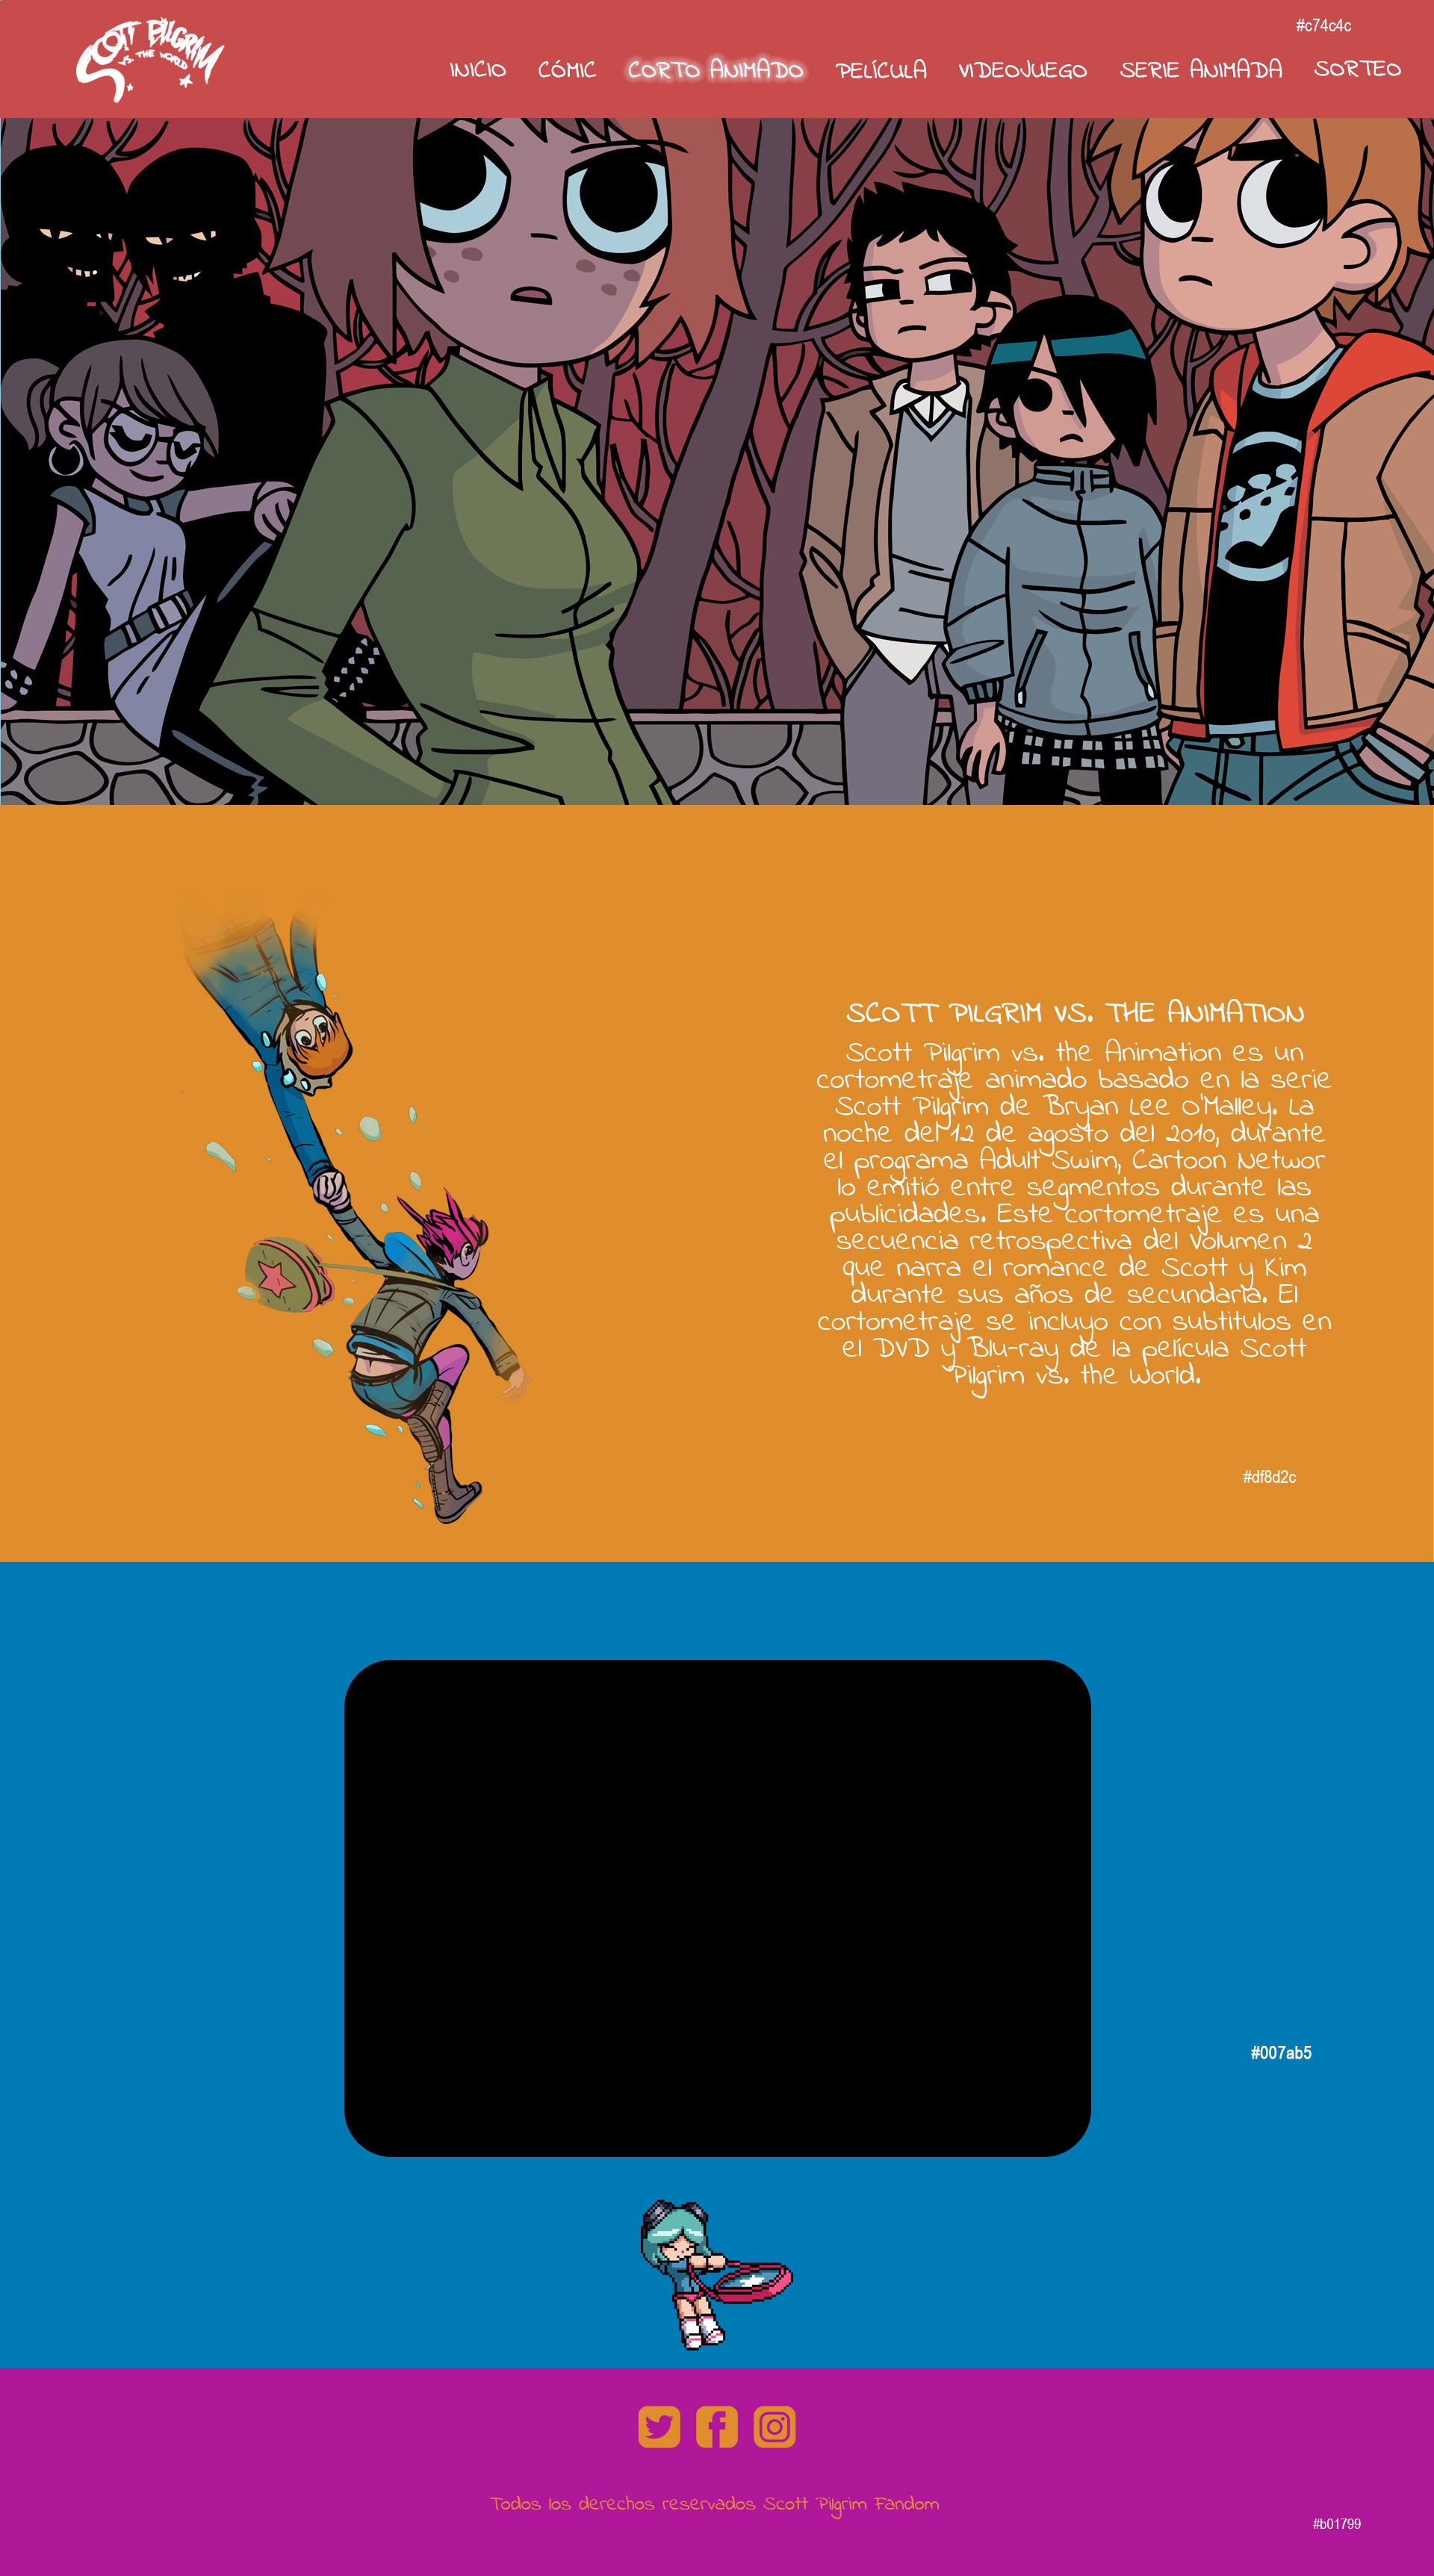 SCOTT PILGRIM
VS. THE WORLD
#c74c4c
INICIO CÓMIC CORTO ANIMADO PELÍCULA VIDEOJUEGO SERIE ANIMADA SORTEO
SCOTT PILGRIM VS. THE ANIMATION
Scott Pilgrim vs. the Animation es un
cortometraje animado basado en la serie
Scott Pilgrim de Bryan Lee O'Malley. La
noche del 12 de agosto del 2010, durante
el programa Adult Swim, Cartoon Networ
lo emitió entre segmentos durante las
publicidades. Este cortometraje es una
secuencia retrospectiva del Volumen 2
que narra el romance de Scott y Kim
durante sus años de secundaria. El
cortometraje se incluyo con subtitulos en
el DVD y Blu-ray de la película Scott
Pilgrim vs. the World.
#df8d2c
#007ab5
Todos los derechos reservados Scott Pilgrim Fandom
#b01799